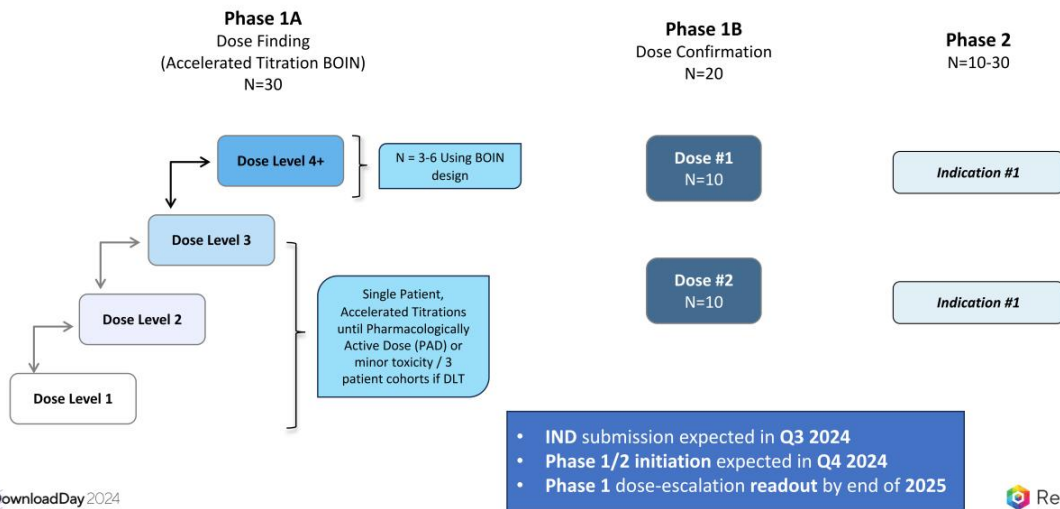 Phase 1A
Dose Finding
(Accelerated Titration BOIN)
N=30
Phase 1B
Dose Confirmation
N=20
Phase 2
N=10-30
Dose Level 4+
N = 3-6 Using BOIN
design
Dose Level 3
Dose Level 2
Dose Level 1
Single Patient,
Accelerated Titrations
until Pharmacologically
Active Dose (PAD) or
minor toxicity / 3
patient cohorts if DLT
Dose #1
N=10
Dose #2
N=10
Indication #1
Indication #1
• IND submission expected in Q3 2024
• Phase 1/2 initiation expected in Q4 2024
• Phase 1 dose-escalation readout by end of 2025
ownloadDay 2024
Re